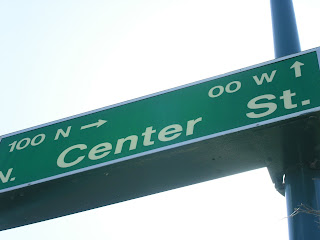 100 N → 00 W ↑
N. Center St.